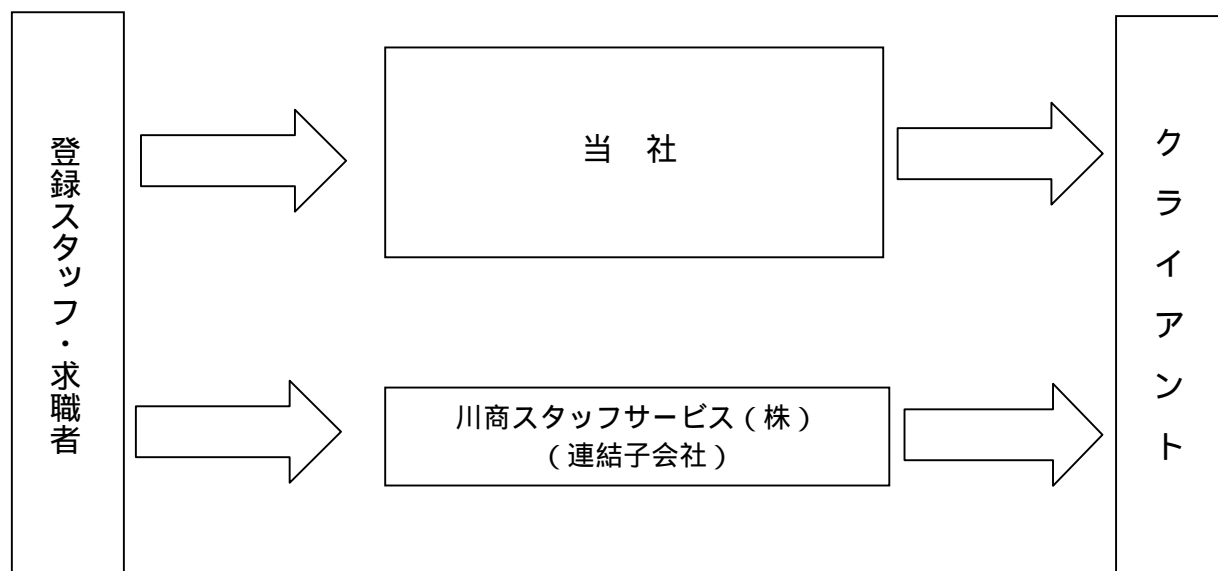 登録スタッフ・求職者
当　社
川商スタッフサービス（株）
（連結子会社）
クライアント